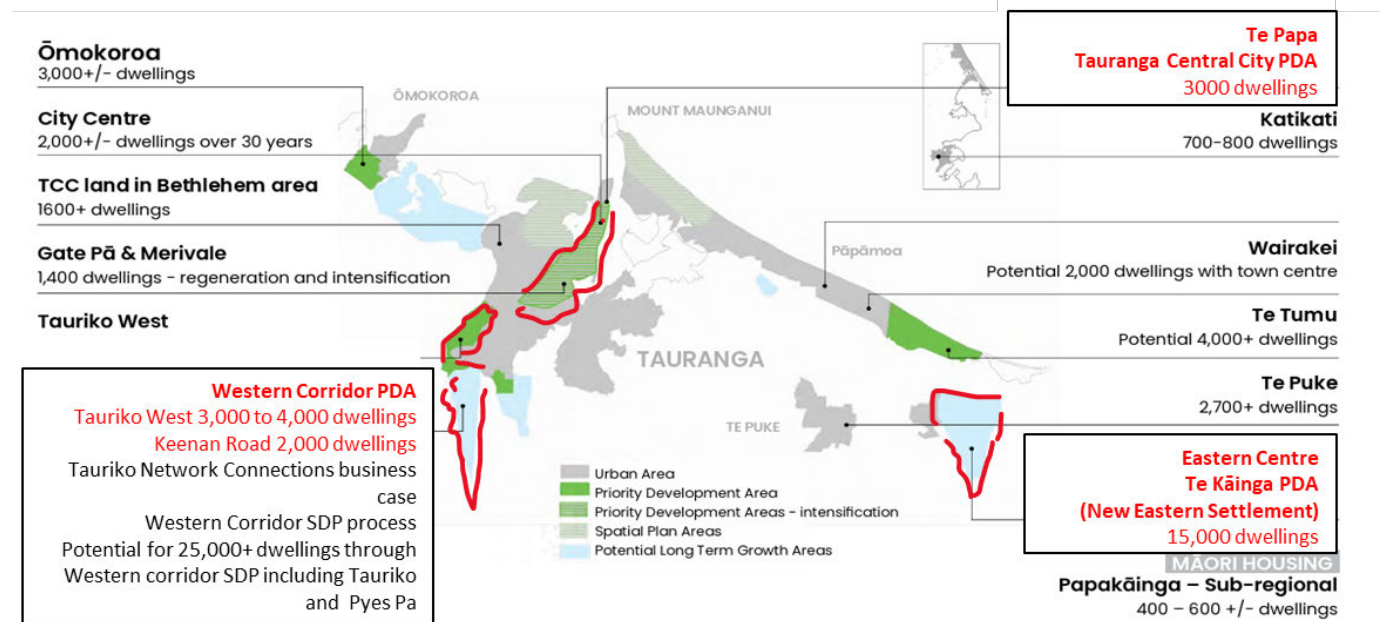 Ōmokoroa
3,000+/- dwellings
City Centre
2,000+/- dwellings over 30 years
TCC land in Bethlehem area
1600+ dwellings
Gate Pā & Merivale
1,400 dwellings - regeneration and intensification
Tauriko West
Western Corridor PDA
Tauriko West 3,000 to 4,000 dwellings
Keenan Road 2,000 dwellings
Tauriko Network Connections business
case
Western Corridor SDP process
Potential for 25,000+ dwellings through
Western corridor SDP including Tauriko
and Pyes Pa
ŌMOKOROA
MOUNT MAUNGANUI
Pāpāmoa
TAURANGA
TE PUKE
Urban Area
Priority Development Area
Priority Development Areas - intensification
Spatial Plan Areas
Potential Long Term Growth Areas
Te Papa
Tauranga Central City PDA
3000 dwellings
Katikati
700-800 dwellings
Wairakei
Potential 2,000 dwellings with town centre
Te Tumu
Potential 4,000+ dwellings
Te Puke
2,700+ dwellings
Eastern Centre
Te Kāinga PDA
(New Eastern Settlement)
15,000 dwellings
MĀORI HOUSING
Papakāinga – Sub-regional
400 – 600 +/- dwellings